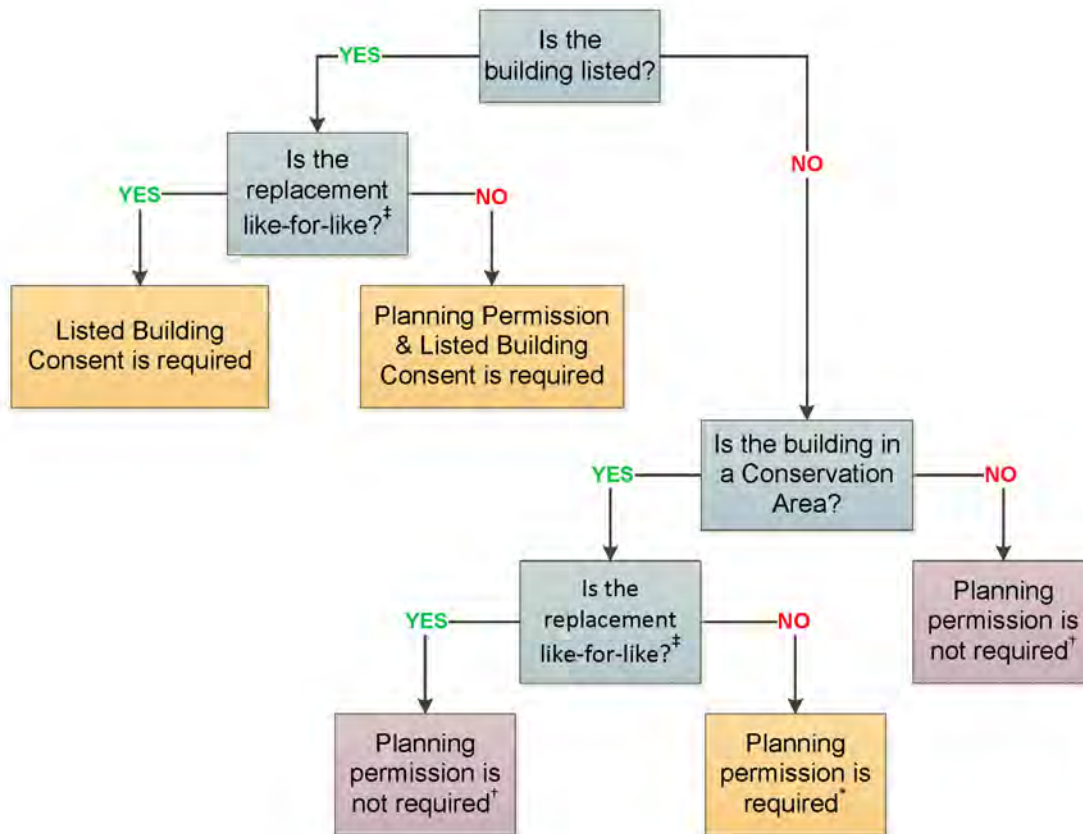 Is the
building listed?
YES
NO
Is the
replacement
like-for-like?‡
YES
NO
Listed Building
Consent is required
Planning Permission
& Listed Building
Consent is required
Is the building in
a Conservation
Area?
YES
NO
Is the
replacement
like-for-like?‡
YES
NO
Planning
permission is
not required†
Planning
permission is
not required†
Planning
permission is
required*